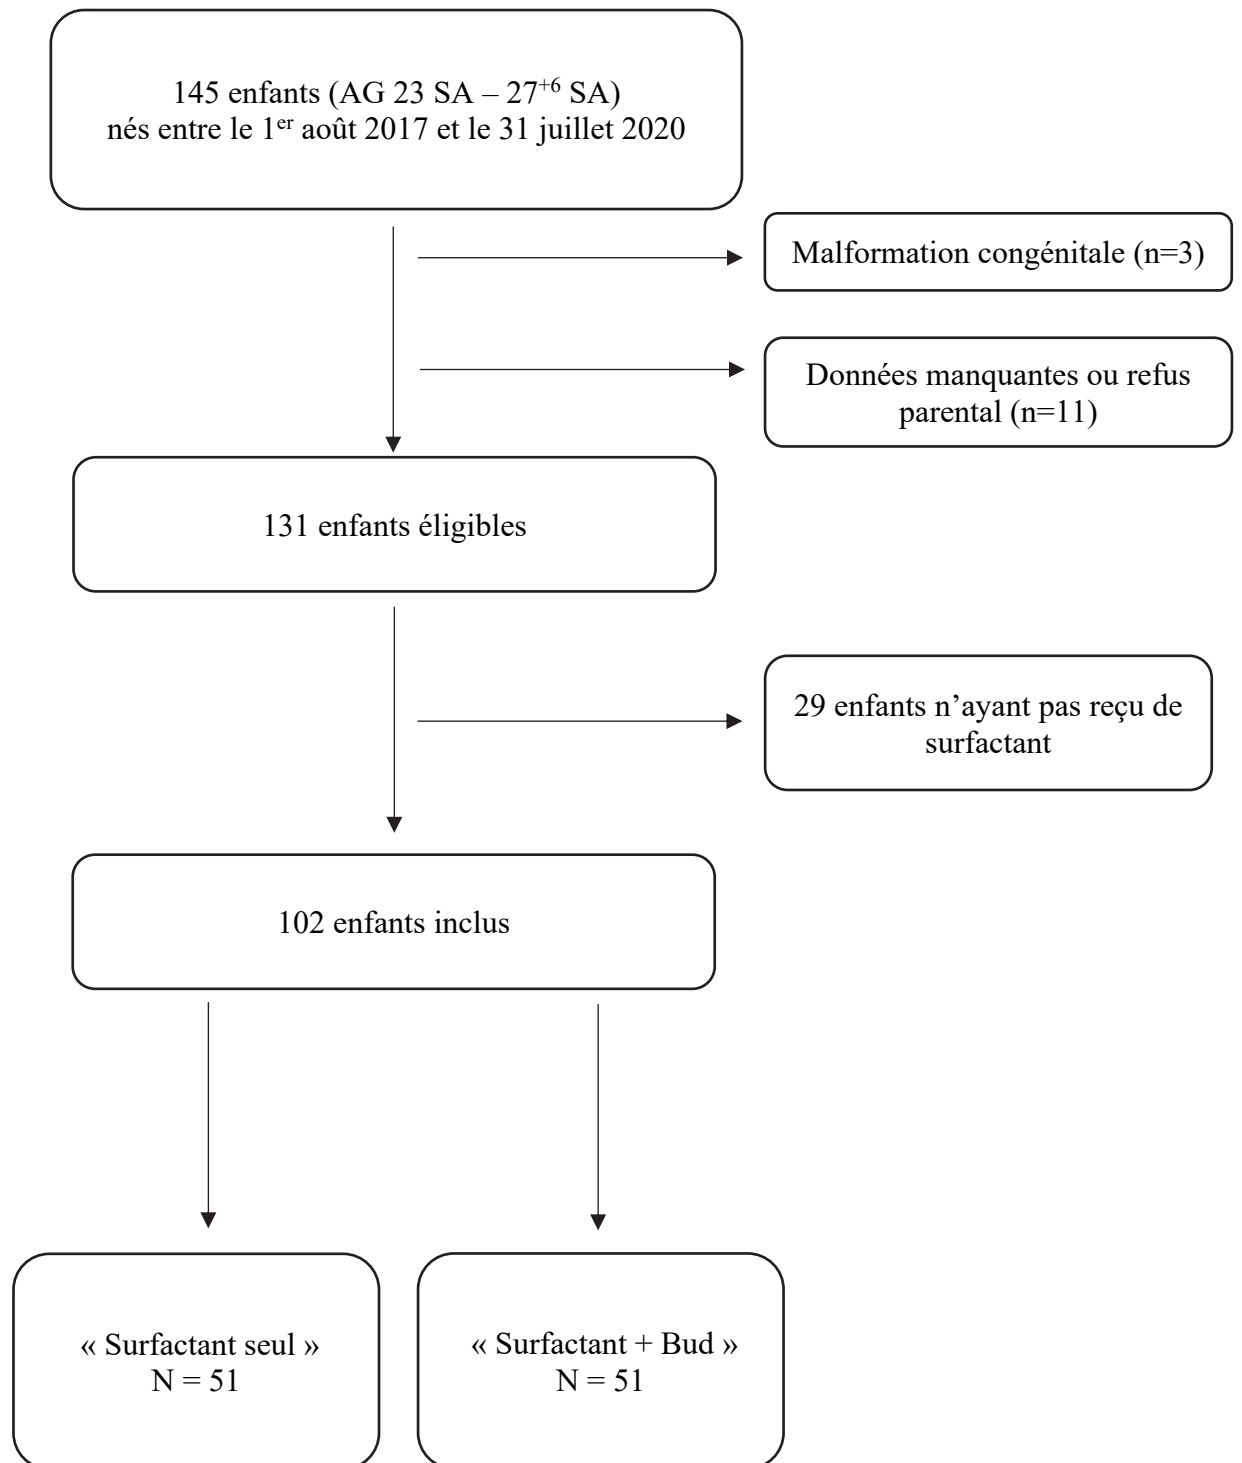 145 enfants (AG 23 SA – 27+6 SA)
nés entre le 1er août 2017 et le 31 juillet 2020
Malformation congénitale (n=3)
Données manquantes ou refus
parental (n=11)
131 enfants éligibles
29 enfants n’ayant pas reçu de
surfactant
102 enfants inclus
« Surfactant seul »
N = 51
« Surfactant + Bud »
N = 51